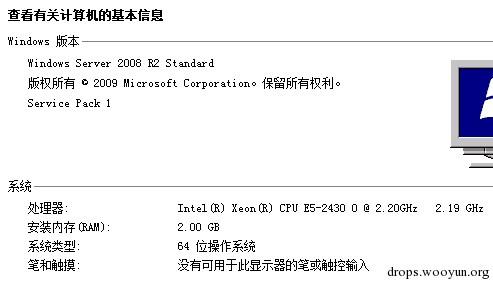 查看有关计算机的基本信息
Windows 版本
Windows Server 2008 R2 Standard
版权所有 © 2009 Microsoft Corporation。保留所有权利。
Service Pack 1
系统
处理器: Intel(R) Xeon(R) CPU E5-2430 0 @ 2.20GHz 2.19 GHz
安装内存(RAM): 2.00 GB
系统类型: 64 位操作系统
笔和触摸: 没有可用于此显示器的笔或触控输入
drops.wooyun.org